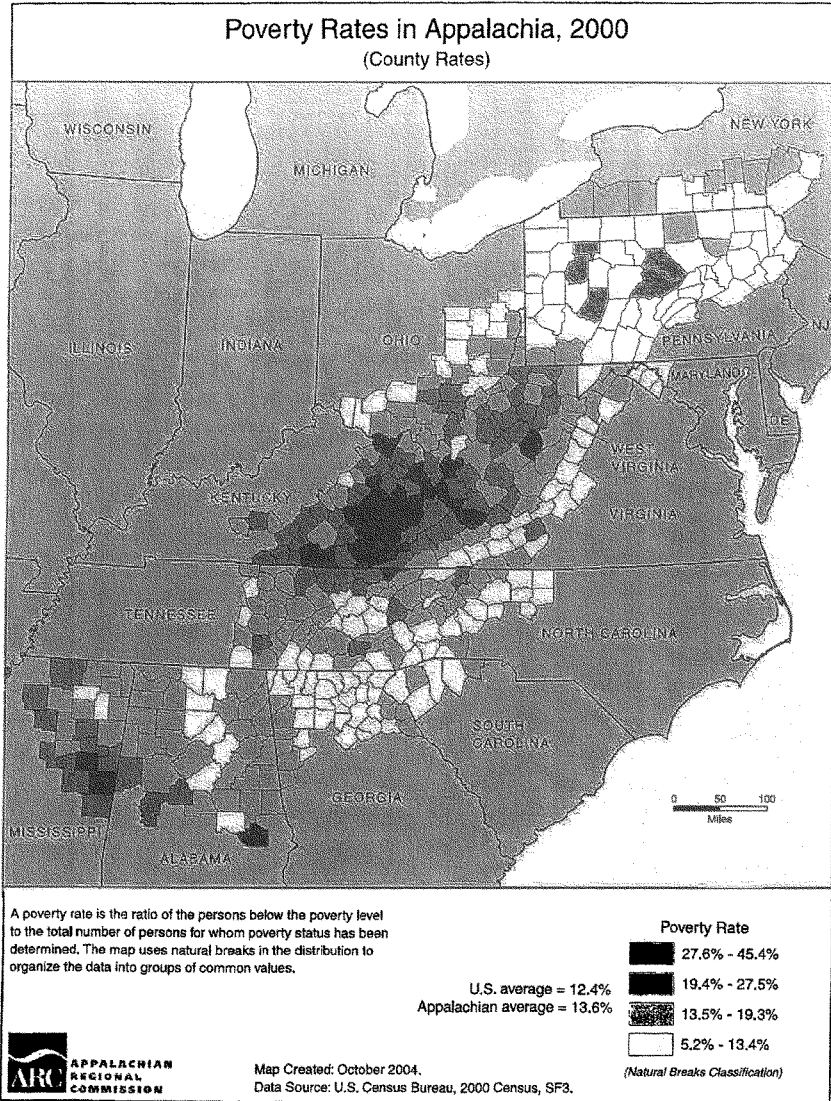 Poverty Rates in Appalachia, 2000
(County Rates)
WISCONSIN
MICHIGAN
NEW YORK
ILLINOIS
INDIANA
OHIO
PENNSYLVANIA
NJ
MARYLAND
DE
WEST
VIRGINIA
VIRGINIA
KENTUCKY
TENNESSEE
NORTH CAROLINA
SOUTH
CAROLINA
GEORGIA
MISSISSIPPI
ALABAMA
0 50 100
Miles
A poverty rate is the ratio of the persons below the poverty level
to the total number of persons for whom poverty status has been
determined. The map uses natural breaks in the distribution to
organize the data into groups of common values.
U.S. average = 12.4%
Appalachian average = 13.6%
Poverty Rate
27.6% - 45.4%
19.4% - 27.5%
13.5% - 19.3%
5.2% - 13.4%
(Natural Breaks Classification)
ARC
APPALACHIAN
REGIONAL
COMMISSION
Map Created: October 2004.
Data Source: U.S. Census Bureau, 2000 Census, SF3.